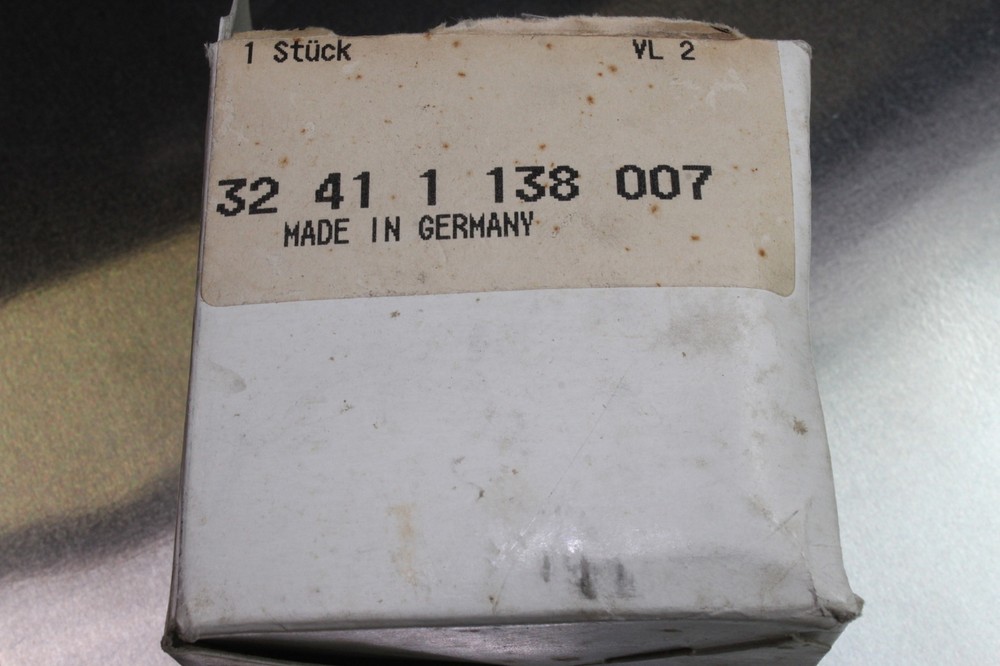 1 Stück VL 2
32 41 1 138 007
MADE IN GERMANY